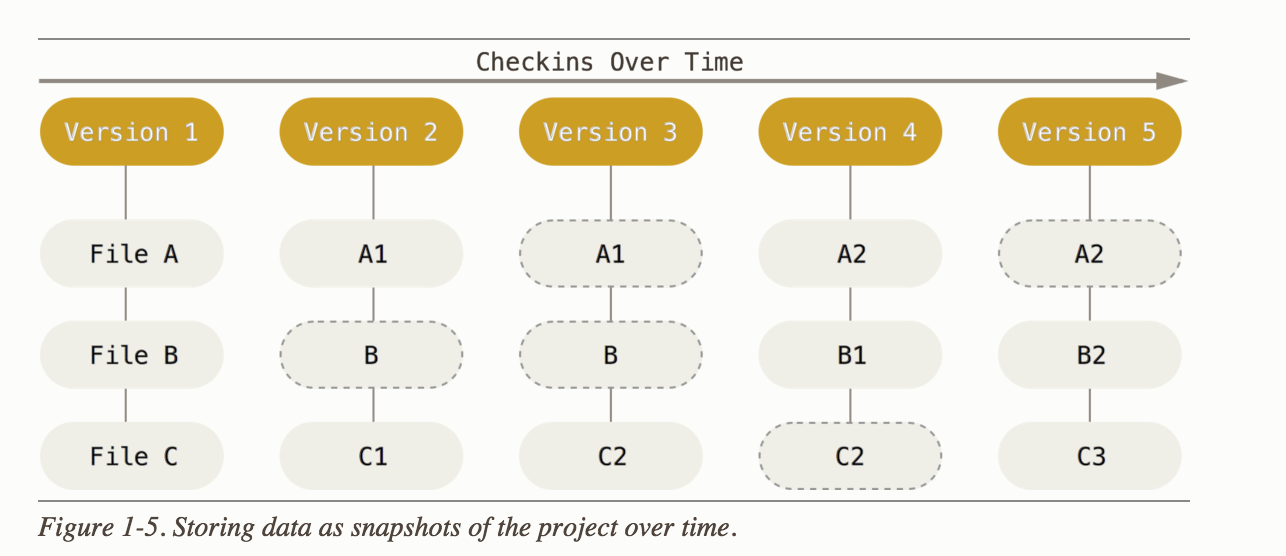 Checkins Over Time
Version 1 Version 2 Version 3 Version 4 Version 5
File A A1 A1 A2 A2
File B B B B1 B2
File C C1 C2 C2 C3
Figure 1-5. Storing data as snapshots of the project over time.